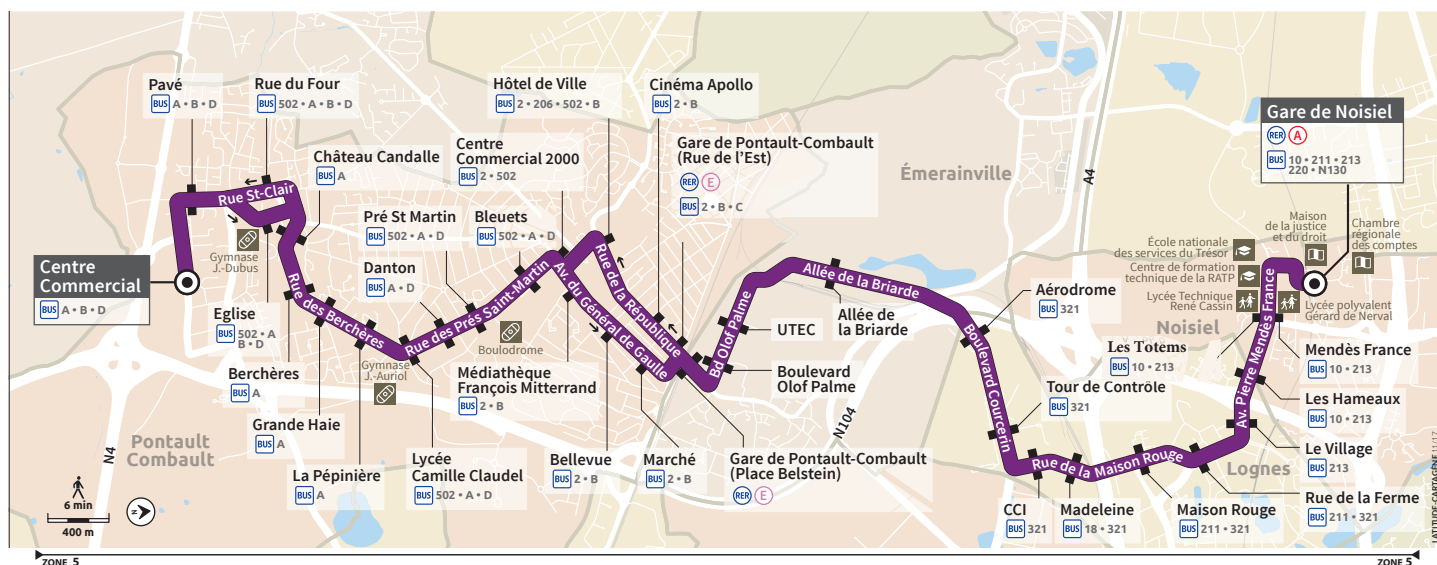 Pavé
BUS A • B • D
Rue du Four
BUS 502 • A • B • D
Château Candalle
BUS A
Centre
Commercial 2000
BUS 2 • 502
Hôtel de Ville
BUS 2 • 206 • 502 • B
Cinéma Apollo
BUS 2 • B
Gare de Pontault-Combault
(Rue de l'Est)
RER E
BUS 2 • B • C
Pré St Martin
BUS 502 • A • D
Bleuets
BUS 502 • A • D
Danton
BUS A • D
Émerainville
A4
Gare de Noisiel
RER A
BUS 10 • 211 • 213
220 • N130
Maison
de la justice
et du droit
Chambre
régionale
des comptes
École nationale
des services du Trésor
Centre de formation
technique de la RATP
Lycée Technique
René Cassin
Lycée polyvalent
Gérard de Nerval
Noisiel
Centre
Commercial
BUS A • B • D
Rue St-Clair
Gymnase
J.-Dubus
Eglise
BUS 502 • A
B • D
Berchères
BUS A
Grande Haie
BUS A
La Pépinière
BUS A
Rue des Berchères
Gymnase
J.-Auriol
Lycée
Camille Claudel
BUS 502 • A • D
Rue des Prés Saint-Martin
Boulodrome
Médiathèque
François Mitterrand
BUS 2 • B
Av. du Général de Gaulle
Rue de la République
Bellevue
BUS 2 • B
Marché
BUS 2 • B
Gare de Pontault-Combault
(Place Belstein)
RER E
Bd Olof Palme
UTEC
Boulevard
Olof Palme
Allée de la Briarde
Allée de
la Briarde
N104
Aérodrome
BUS 321
Boulevard Courcerin
Tour de Contrôle
BUS 321
CCI
BUS 321
Madeleine
BUS 18 • 321
Rue de la Maison Rouge
Maison Rouge
BUS 211 • 321
Rue de la Ferme
BUS 211 • 321
Lognes
Le Village
BUS 213
Les Hameaux
BUS 10 • 213
Mendès France
BUS 10 • 213
Les Totems
BUS 10 • 213
Av. Pierre Mendès France
Pontault
Combault
N4
6 min
400 m
N
LATITUDE-CARTAGÈNE 11/17
ZONE 5
ZONE 5